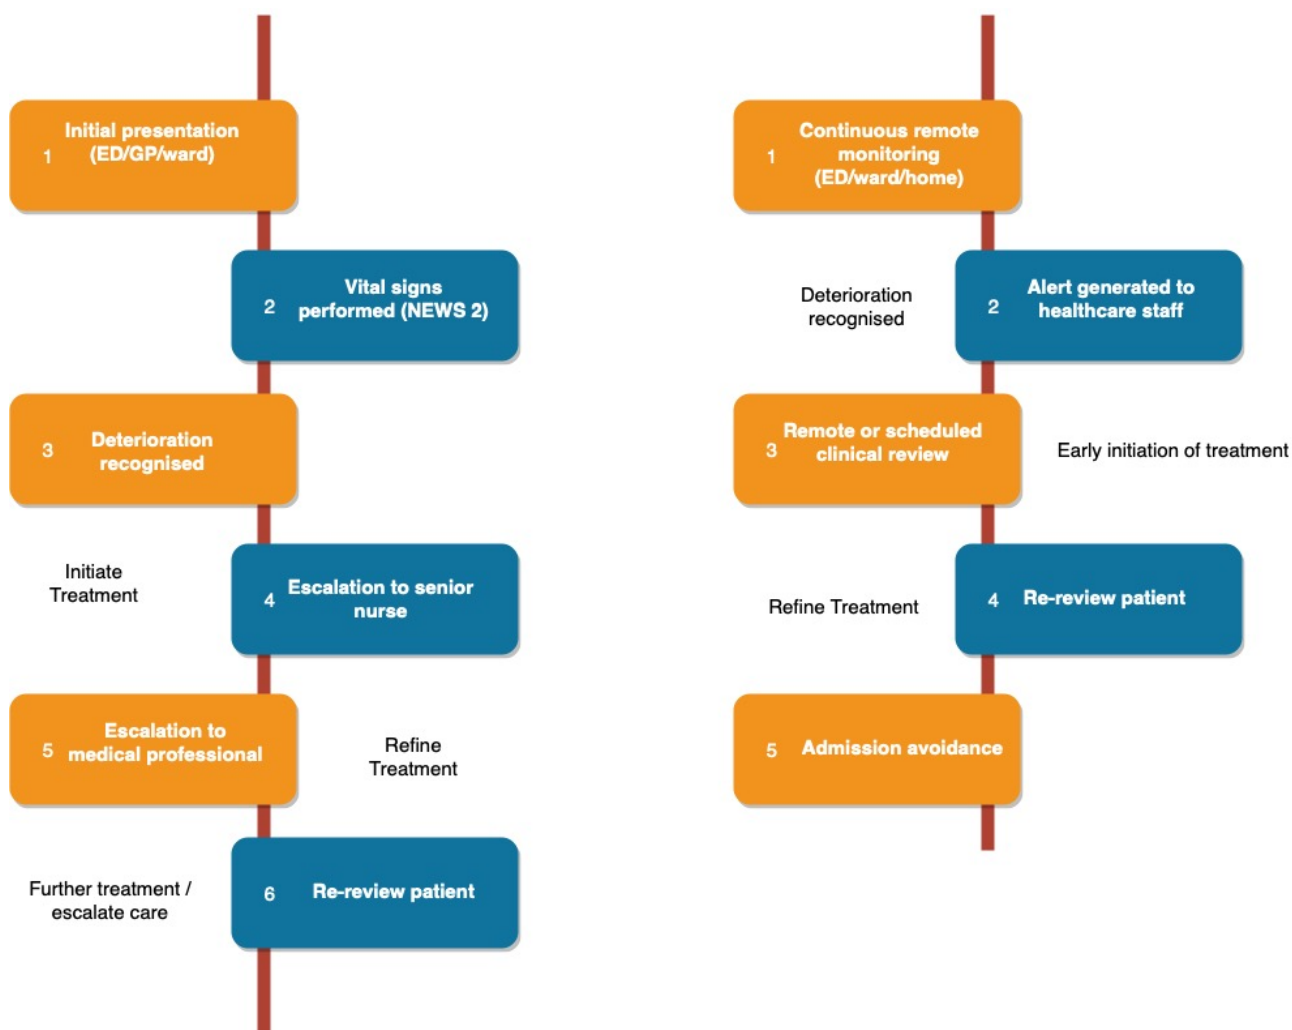 1
Initial presentation
(ED/GP/ward)
2
Vital signs
performed (NEWS 2)
3
Deterioration
recognised
Initiate
Treatment
4
Escalation to senior
nurse
5
Escalation to
medical professional
Refine
Treatment
Further treatment /
escalate care
6
Re-review patient
1
Continuous remote
monitoring
(ED/ward/home)
Deterioration
recognised
2
Alert generated to
healthcare staff
3
Remote or scheduled
clinical review
Early initiation of treatment
Refine Treatment
4
Re-review patient
5
Admission avoidance